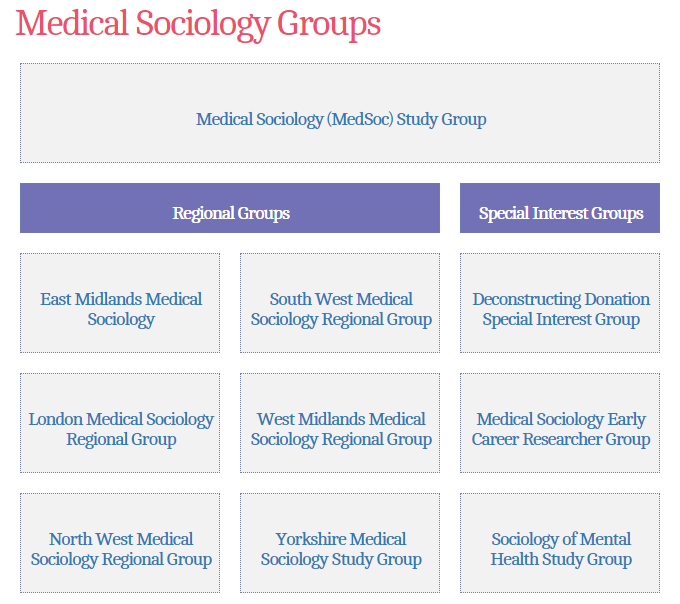 Medical Sociology Groups
Medical Sociology (MedSoc) Study Group
Regional Groups
Special Interest Groups
East Midlands Medical
Sociology
South West Medical
Sociology Regional Group
Deconstructing Donation
Special Interest Group
London Medical Sociology
Regional Group
West Midlands Medical
Sociology Regional Group
Medical Sociology Early
Career Researcher Group
North West Medical
Sociology Regional Group
Yorkshire Medical
Sociology Study Group
Sociology of Mental
Health Study Group